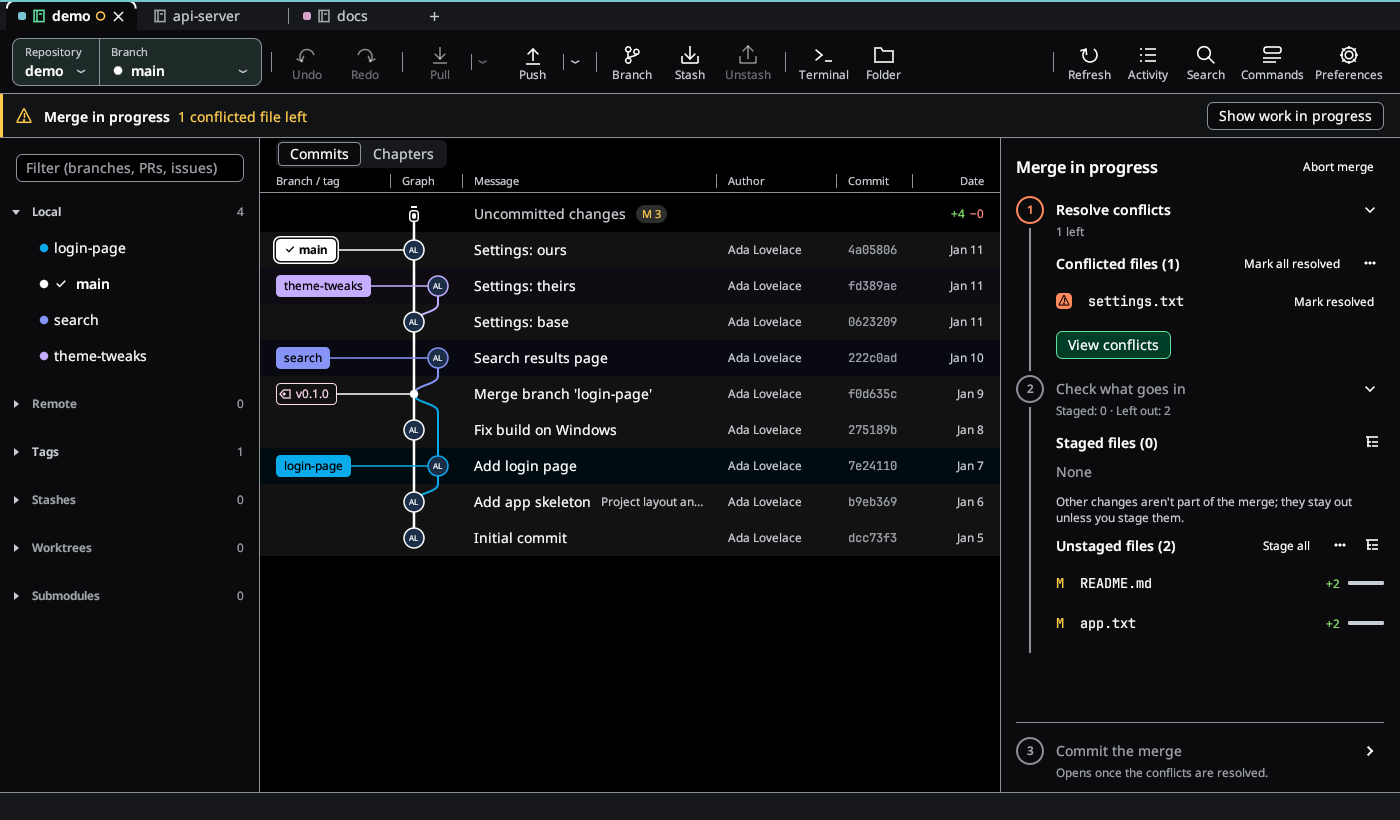 demo
api-server
docs
+
Repository
demo
Branch
main
Undo
Redo
Pull
Push
Branch
Stash
Unstash
Terminal
Folder
Refresh
Activity
Search
Commands
Preferences
Merge in progress 1 conflicted file left
Show work in progress
Filter (branches, PRs, issues)
Local 4
login-page
main
search
theme-tweaks
Remote 0
Tags 1
Stashes 0
Worktrees 0
Submodules 0
Commits Chapters
Branch / tag Graph Message Author Commit Date
Uncommitted changes M 3 +4 −0
main AL Settings: ours Ada Lovelace 4a05806 Jan 11
theme-tweaks AL Settings: theirs Ada Lovelace fd389ae Jan 11
AL Settings: base Ada Lovelace 0623209 Jan 11
search AL Search results page Ada Lovelace 222c0ad Jan 10
v0.1.0 Merge branch 'login-page' Ada Lovelace f0d635c Jan 9
AL Fix build on Windows Ada Lovelace 275189b Jan 8
login-page AL Add login page Ada Lovelace 7e24110 Jan 7
AL Add app skeleton Project layout an... Ada Lovelace b9eb369 Jan 6
AL Initial commit Ada Lovelace dcc73f3 Jan 5
Merge in progress Abort merge
1 Resolve conflicts
1 left
Conflicted files (1) Mark all resolved
settings.txt Mark resolved
View conflicts
2 Check what goes in
Staged: 0 · Left out: 2
Staged files (0)
None
Other changes aren't part of the merge; they stay out
unless you stage them.
Unstaged files (2) Stage all
M README.md +2
M app.txt +2
3 Commit the merge
Opens once the conflicts are resolved.